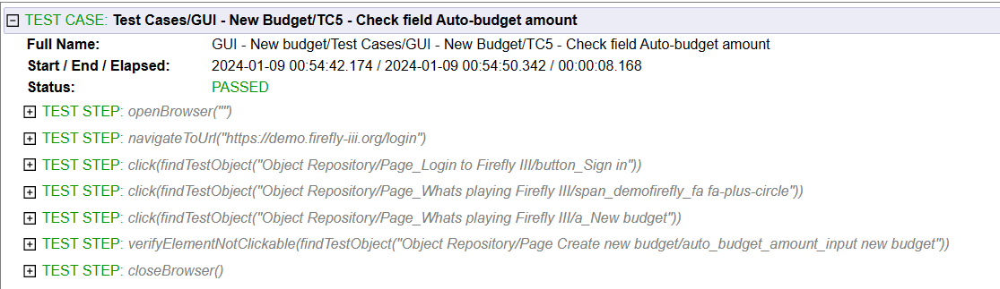 TEST CASE: Test Cases/GUI - New Budget/TC5 - Check field Auto-budget amount
Full Name: GUI - New budget/Test Cases/GUI - New Budget/TC5 - Check field Auto-budget amount
Start / End / Elapsed: 2024-01-09 00:54:42.174 / 2024-01-09 00:54:50.342 / 00:00:08.168
Status: PASSED
TEST STEP: openBrowser("")
TEST STEP: navigateToUrl("https://demo.firefly-iii.org/login")
TEST STEP: click(findTestObject("Object Repository/Page_Login to Firefly III/button_Sign in"))
TEST STEP: click(findTestObject("Object Repository/Page_Whats playing Firefly III/span_demofirefly_fa fa-plus-circle"))
TEST STEP: click(findTestObject("Object Repository/Page_Whats playing Firefly III/a_New budget"))
TEST STEP: verifyElementNotClickable(findTestObject("Object Repository/Page Create new budget/auto_budget_amount_input new budget"))
TEST STEP: closeBrowser()